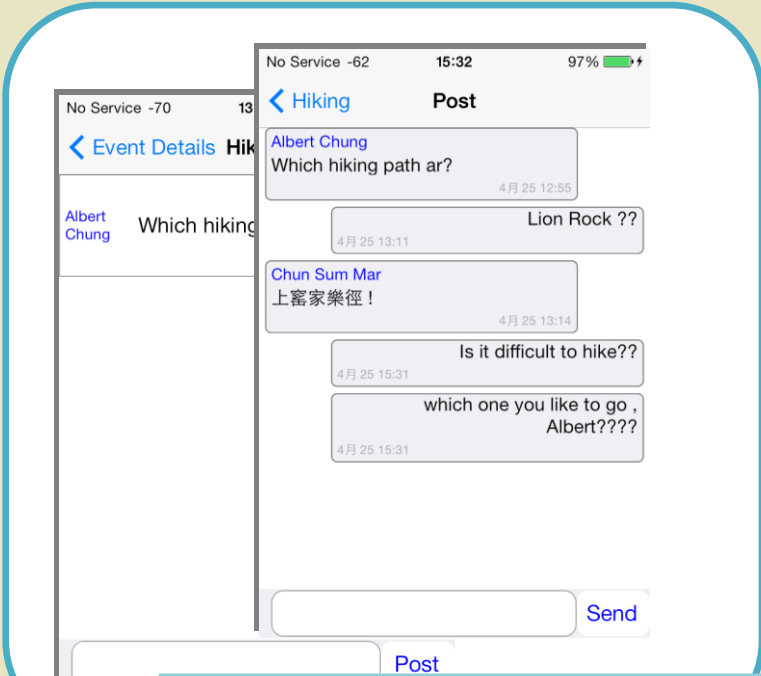 No Service -70 13
Event Details Hik
Albert
Chung
Which hiking
Post
No Service -62 15:32 97%
Hiking Post
Albert Chung
Which hiking path ar?
4月 25 12:55
Lion Rock ??
4月 25 13:11
Chun Sum Mar
上窰家樂徑！
4月 25 13:14
Is it difficult to hike??
4月 25 15:31
which one you like to go ,
Albert????
4月 25 15:31
Send